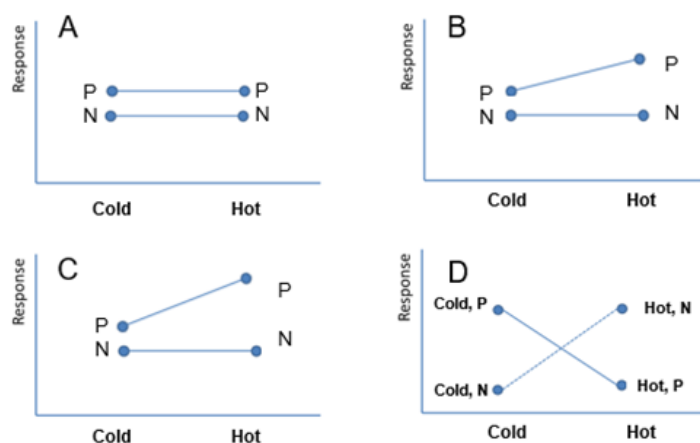 A
Response
P
P
N
N
Cold
Hot
B
Response
P
P
N
N
Cold
Hot
C
Response
P
P
N
N
Cold
Hot
D
Response
Cold, P
Hot, N
Cold, N
Hot, P
Cold
Hot